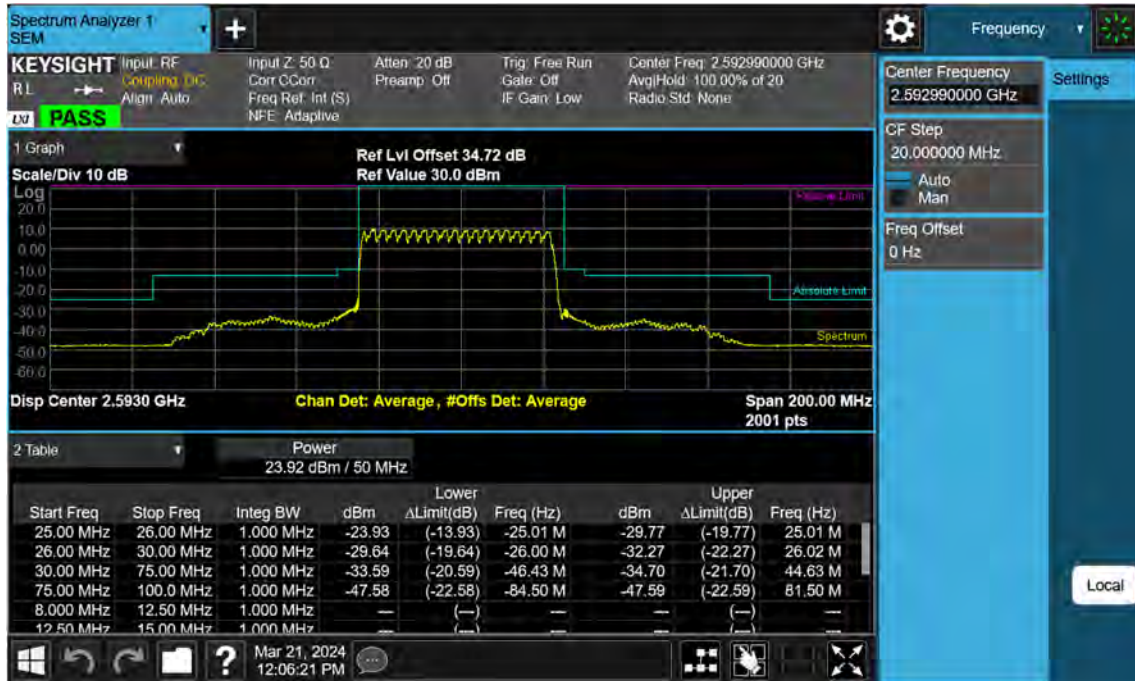 Spectrum Analyzer 1
SEM
+
Frequency
KEYSIGHT
RL
LXI PASS
Input: RF
Coupling: DC
Align: Auto
Input Z: 50 Ω
Corr CCorr
Freq Ref: Int (S)
NFE: Adaptive
Atten: 20 dB
Preamp: Off
Trig: Free Run
Gate: Off
IF Gain: Low
Center Freq: 2.592990000 GHz
Avg|Hold: 100.00% of 20
Radio Std: None
Center Frequency
2.592990000 GHz
Settings
CF Step
20.000000 MHz
Auto
Man
Freq Offset
0 Hz
Local
1 Graph
Scale/Div 10 dB
Ref Lvl Offset 34.72 dB
Ref Value 30.0 dBm
Log
20.0
10.0
0.00
-10.0
-20.0
-30.0
-40.0
-50.0
-60.0
Relative Limit
Absolute Limit
Spectrum
Disp Center 2.5930 GHz
Chan Det: Average, #Offs Det: Average
Span 200.00 MHz
2001 pts
2 Table
Power
23.92 dBm / 50 MHz
Lower Upper
Start Freq Stop Freq Integ BW dBm ΔLimit(dB) Freq (Hz) dBm ΔLimit(dB) Freq (Hz)
25.00 MHz 26.00 MHz 1.000 MHz -23.93 (-13.93) -25.01 M -29.77 (-19.77) 25.01 M
26.00 MHz 30.00 MHz 1.000 MHz -29.64 (-19.64) -26.00 M -32.27 (-22.27) 26.02 M
30.00 MHz 75.00 MHz 1.000 MHz -33.59 (-20.59) -46.43 M -34.70 (-21.70) 44.63 M
75.00 MHz 100.0 MHz 1.000 MHz -47.58 (-22.58) -84.50 M -47.59 (-22.59) 81.50 M
8.000 MHz 12.50 MHz 1.000 MHz --- (---) --- --- (---) ---
12.50 MHz 15.00 MHz 1.000 MHz --- (---) --- --- (---) ---
?
Mar 21, 2024
12:06:21 PM